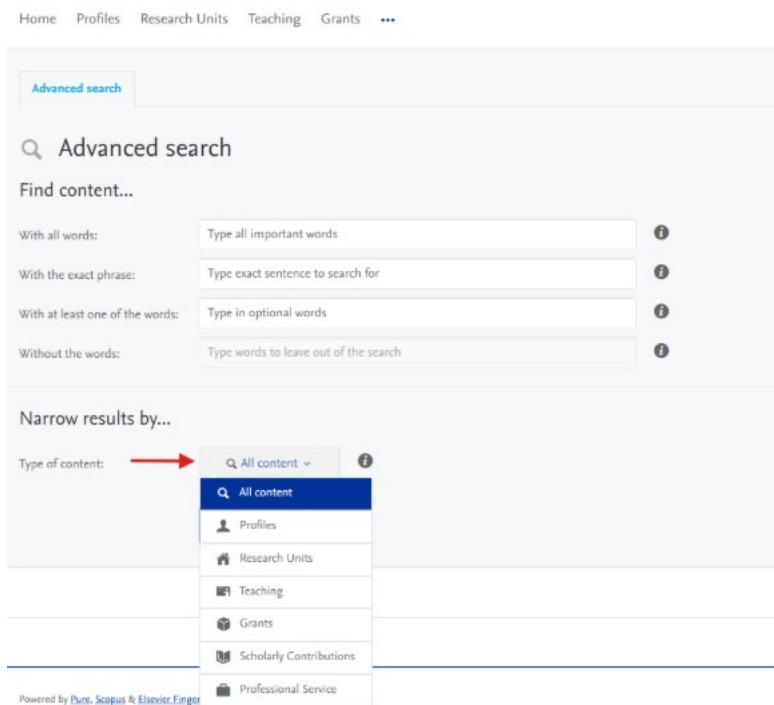 Home Profiles Research Units Teaching Grants •••
Advanced search
Advanced search
Find content...
With all words: Type all important words
With the exact phrase: Type exact sentence to search for
With at least one of the words: Type in optional words
Without the words: Type words to leave out of the search
Narrow results by...
Type of content: All content
All content
Profiles
Research Units
Teaching
Grants
Scholarly Contributions
Professional Service
Powered by Pure, Scopus & Elsevier Finger